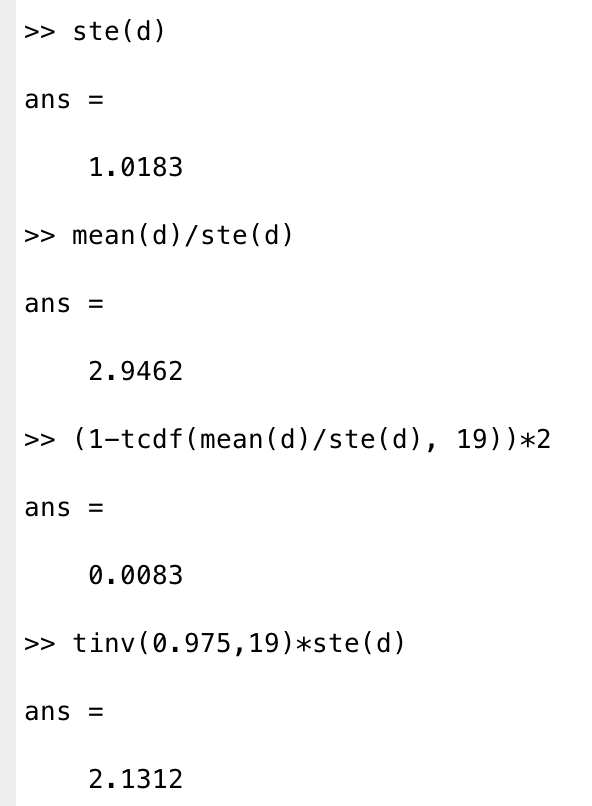 >> ste(d)
ans =
1.0183
>> mean(d)/ste(d)
ans =
2.9462
>> (1-tcdf(mean(d)/ste(d), 19))*2
ans =
0.0083
>> tinv(0.975,19)*ste(d)
ans =
2.1312